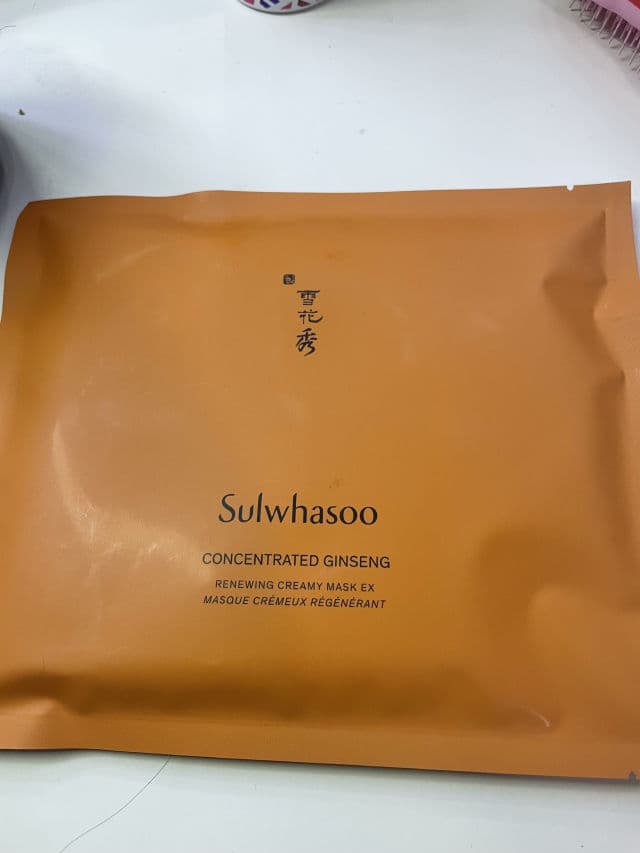 雪花秀
Sulwhasoo
CONCENTRATED GINSENG
RENEWING CREAMY MASK EX
MASQUE CRÉMEUX RÉGÉNÉRANT